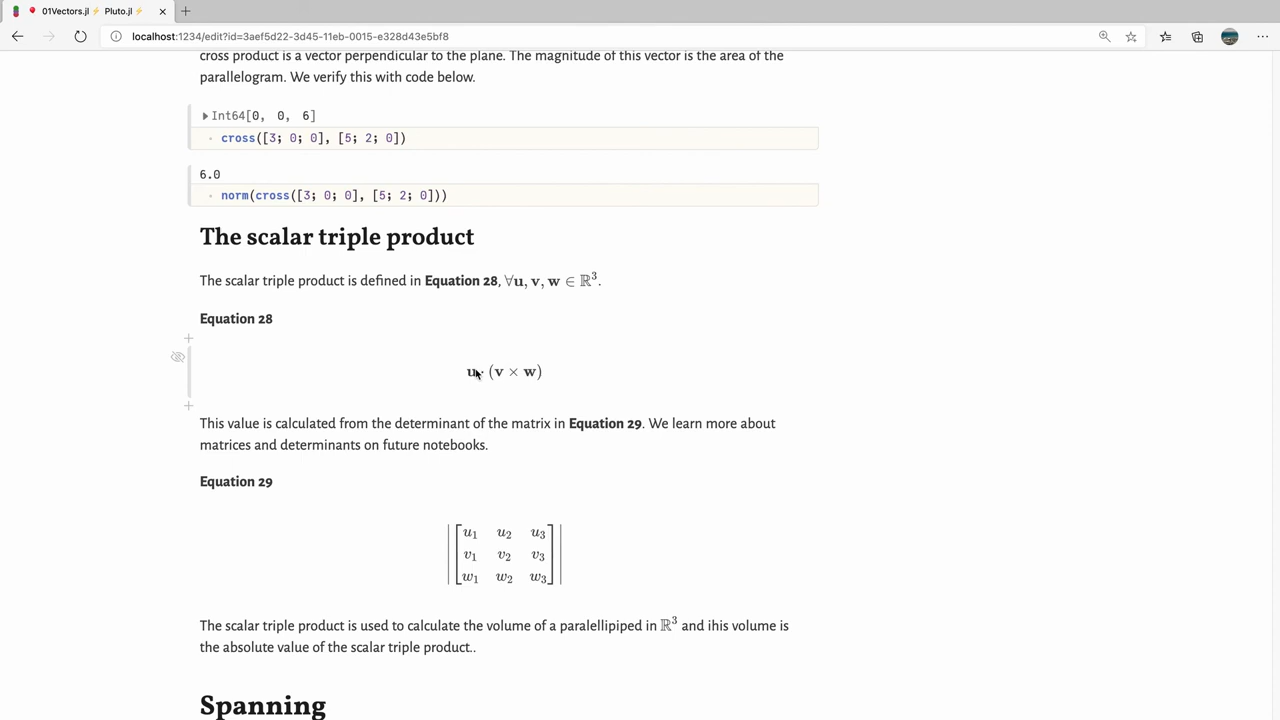 01Vectors.jl ⚡ Pluto.jl ⚡
localhost:1234/edit?id=3aef5d22-3d45-11eb-0015-e328d43e5bf8
cross product is a vector perpendicular to the plane. The magnitude of this vector is the area of the
parallelogram. We verify this with code below.
Int64[0, 0, 6]
cross([3; 0; 0], [5; 2; 0])
6.0
norm(cross([3; 0; 0], [5; 2; 0]))
The scalar triple product
The scalar triple product is defined in Equation 28, ∀u, v, w ∈ ℝ³.
Equation 28
u · (v × w)
This value is calculated from the determinant of the matrix in Equation 29. We learn more about
matrices and determinants on future notebooks.
Equation 29
u₁ u₂ u₃
v₁ v₂ v₃
w₁ w₂ w₃
The scalar triple product is used to calculate the volume of a paralellipiped in ℝ³ and ihis volume is
the absolute value of the scalar triple product..
Spanning